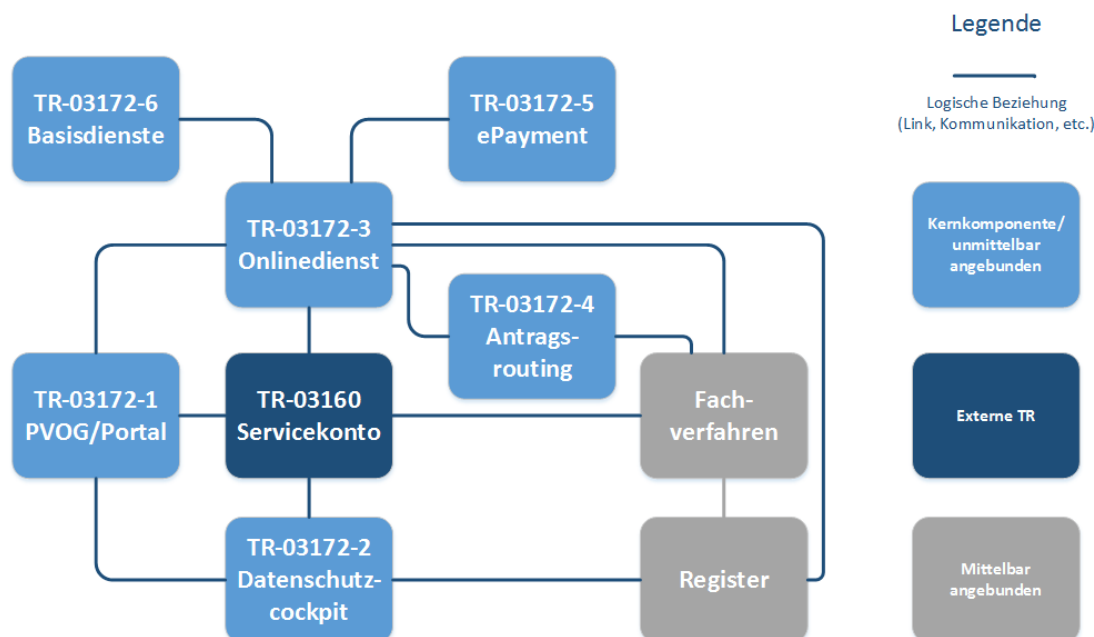 Legende
Logische Beziehung
(Link, Kommunikation, etc.)
TR-03172-6
Basisdienste
TR-03172-5
ePayment
TR-03172-3
Onlinedienst
Kernkomponente/
unmittelbar
angebunden
TR-03172-4
Antrags-
routing
TR-03172-1
PVOG/Portal
TR-03160
Servicekonto
Fach-
verfahren
Externe TR
TR-03172-2
Datenschutz-
cockpit
Register
Mittelbar
angebunden